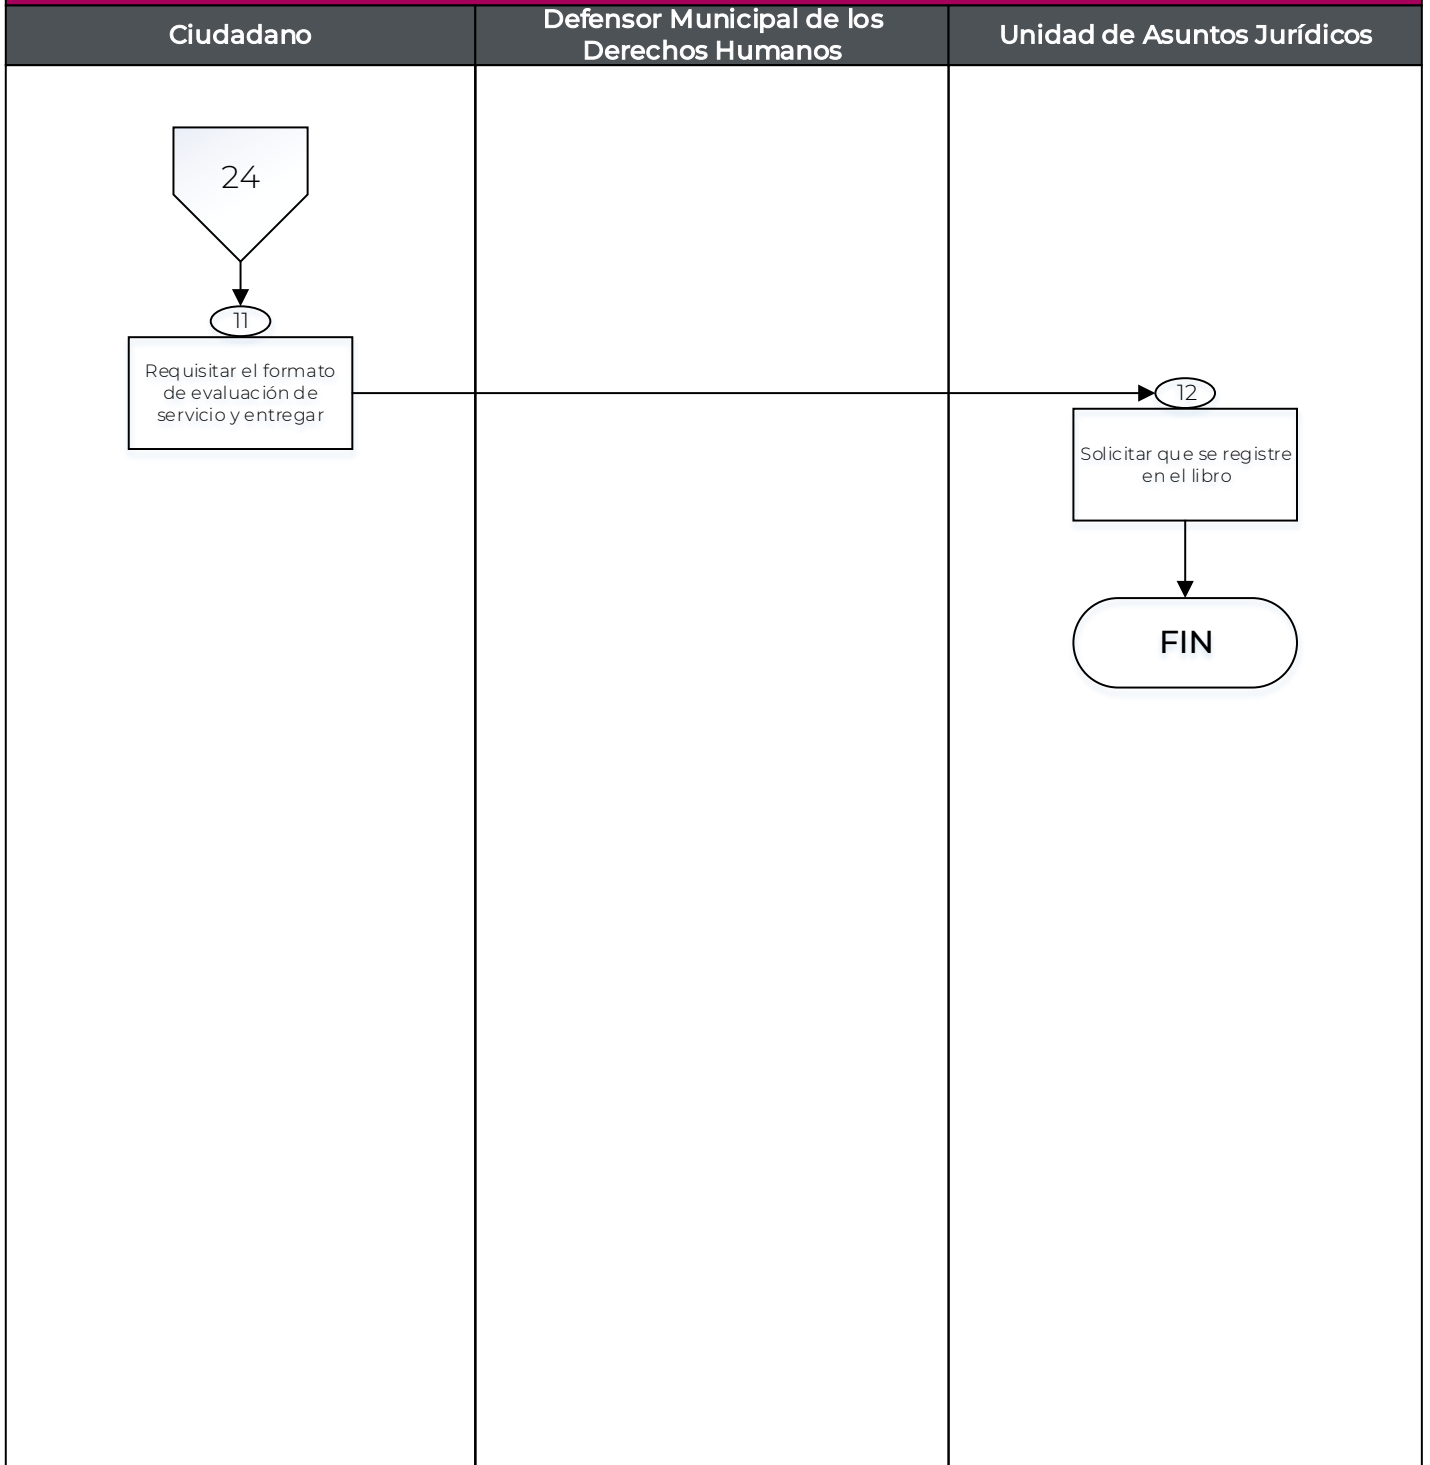 Ciudadano
Defensor Municipal de los
Derechos Humanos
Unidad de Asuntos Jurídicos
24
11
Requisitar el formato
de evaluación de
servicio y entregar
12
Solicitar que se registre
en el libro
FIN